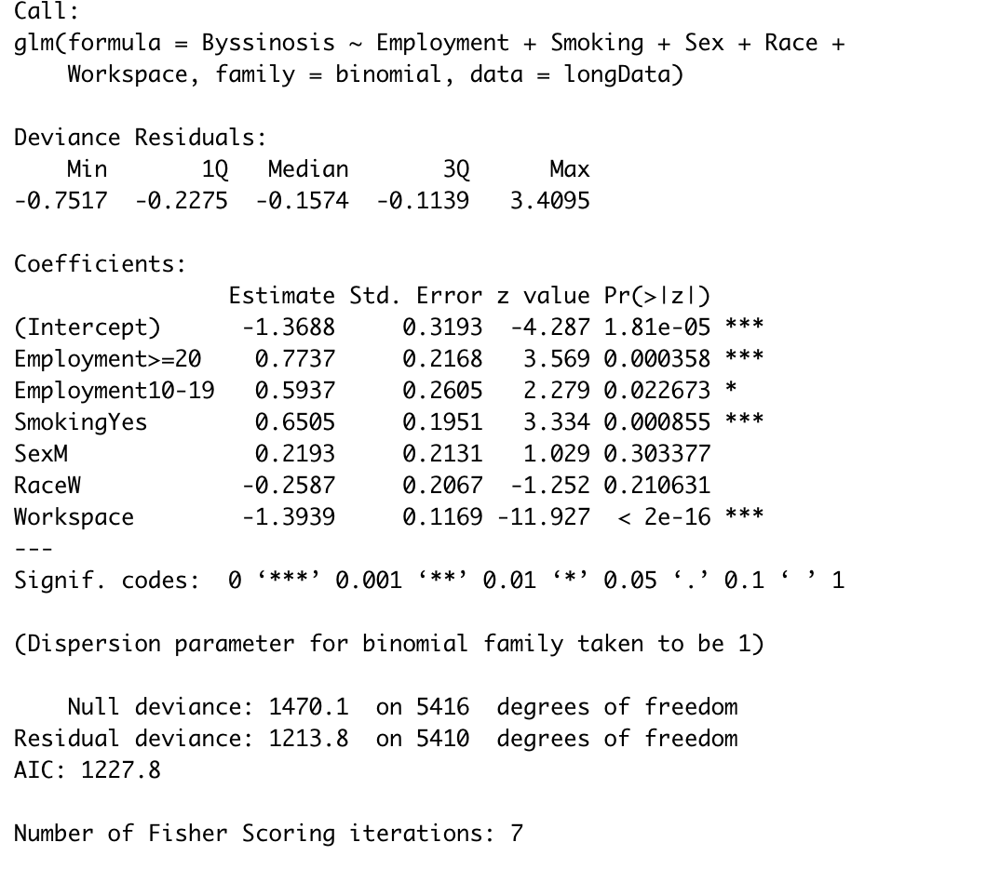 Call:
glm(formula = Byssinosis ~ Employment + Smoking + Sex + Race +
    Workspace, family = binomial, data = longData)

Deviance Residuals:
    Min       1Q   Median       3Q      Max
-0.7517  -0.2275  -0.1574  -0.1139   3.4095

Coefficients:
                Estimate Std. Error z value Pr(>|z|)
(Intercept)      -1.3688     0.3193  -4.287 1.81e-05 ***
Employment>=20    0.7737     0.2168   3.569 0.000358 ***
Employment10-19   0.5937     0.2605   2.279 0.022673 *
SmokingYes        0.6505     0.1951   3.334 0.000855 ***
SexM              0.2193     0.2131   1.029 0.303377
RaceW            -0.2587     0.2067  -1.252 0.210631
Workspace        -1.3939     0.1169 -11.927  < 2e-16 ***
---
Signif. codes:  0 ‘***’ 0.001 ‘**’ 0.01 ‘*’ 0.05 ‘.’ 0.1 ‘ ’ 1

(Dispersion parameter for binomial family taken to be 1)

    Null deviance: 1470.1  on 5416  degrees of freedom
Residual deviance: 1213.8  on 5410  degrees of freedom
AIC: 1227.8

Number of Fisher Scoring iterations: 7